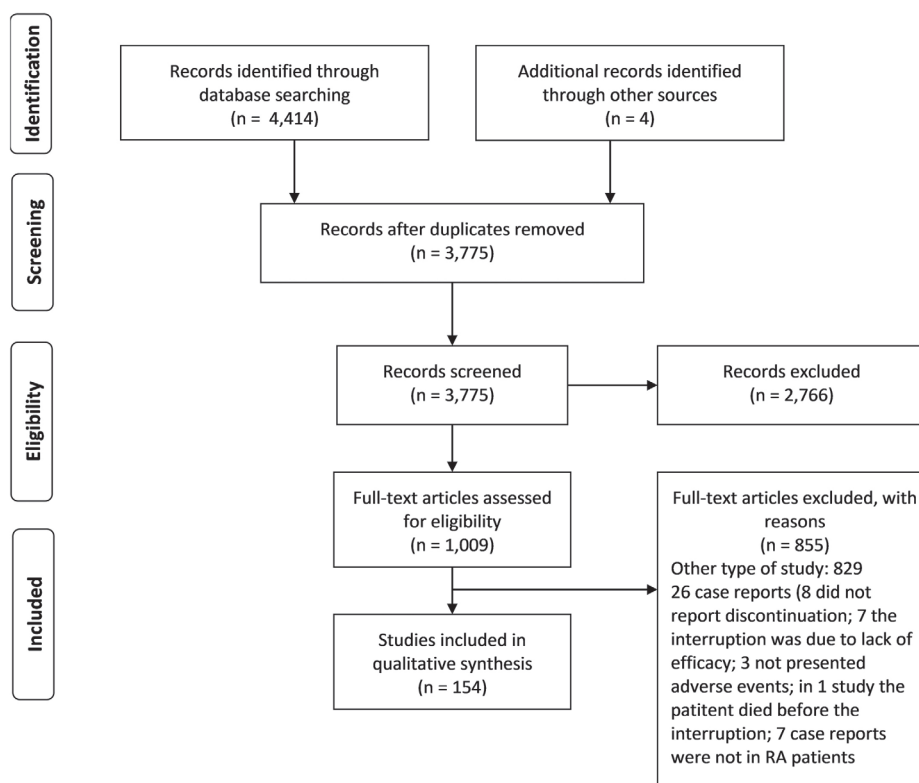 Identification
Records identified through
database searching
(n = 4,414)
Additional records identified
through other sources
(n = 4)
Screening
Records after duplicates removed
(n = 3,775)
Eligibility
Records screened
(n = 3,775)
Records excluded
(n = 2,766)
Full-text articles assessed
for eligibility
(n = 1,009)
Full-text articles excluded, with
reasons
(n = 855)
Other type of study: 829
26 case reports (8 did not
report discontinuation; 7 the
interruption was due to lack of
efficacy; 3 not presented
adverse events; in 1 study the
patitent died before the
interruption; 7 case reports
were not in RA patients
Included
Studies included in
qualitative synthesis
(n = 154)